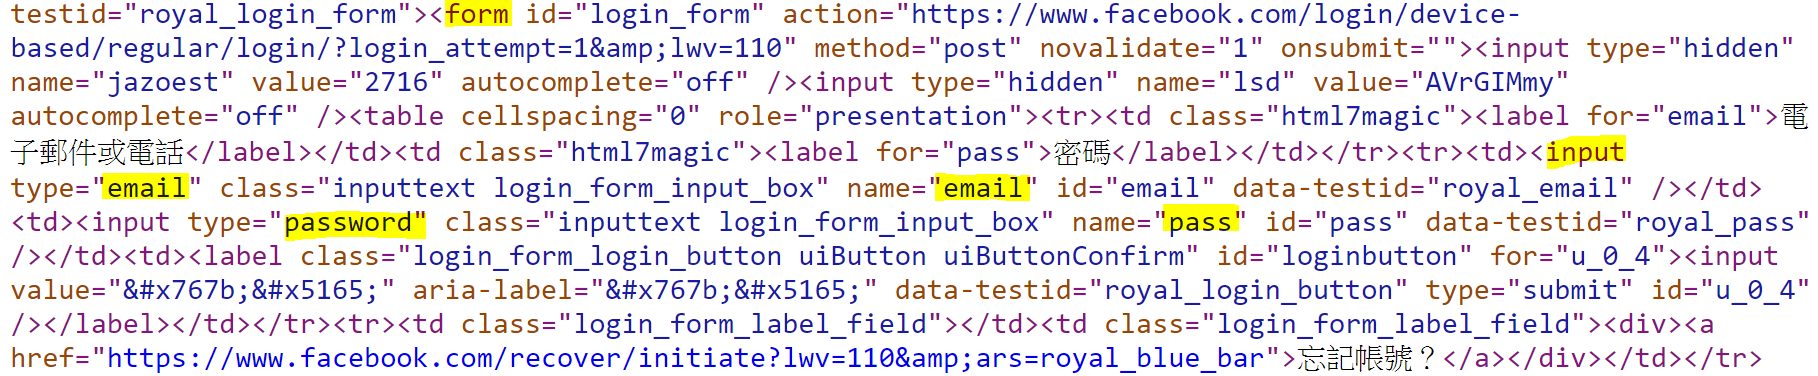 testid="royal_login_form"><form id="login_form" action="https://www.facebook.com/login/device-
based/regular/login/?login_attempt=1&amp;lwv=110" method="post" novalidate="1" onsubmit=""><input type="hidden"
name="jazoest" value="2716" autocomplete="off" /><input type="hidden" name="lsd" value="AVrGIMmy"
autocomplete="off" /><table cellspacing="0" role="presentation"><tr><td class="html7magic"><label for="email">電
子郵件或電話</label></td><td class="html7magic"><label for="pass">密碼</label></td></tr><tr><td><input
type="email" class="inputtext login_form_input_box" name="email" id="email" data-testid="royal_email" /></td>
<td><input type="password" class="inputtext login_form_input_box" name="pass" id="pass" data-testid="royal_pass"
/></td><td><label class="login_form_login_button uiButton uiButtonConfirm" id="loginbutton" for="u_0_4"><input
value="&#x767b;&#x5165;" aria-label="&#x767b;&#x5165;" data-testid="royal_login_button" type="submit" id="u_0_4"
/></label></td></tr><tr><td class="login_form_label_field"></td><td class="login_form_label_field"><div><a
href="https://www.facebook.com/recover/initiate?lwv=110&amp;ars=royal_blue_bar">忘記帳號？</a></div></td></tr>